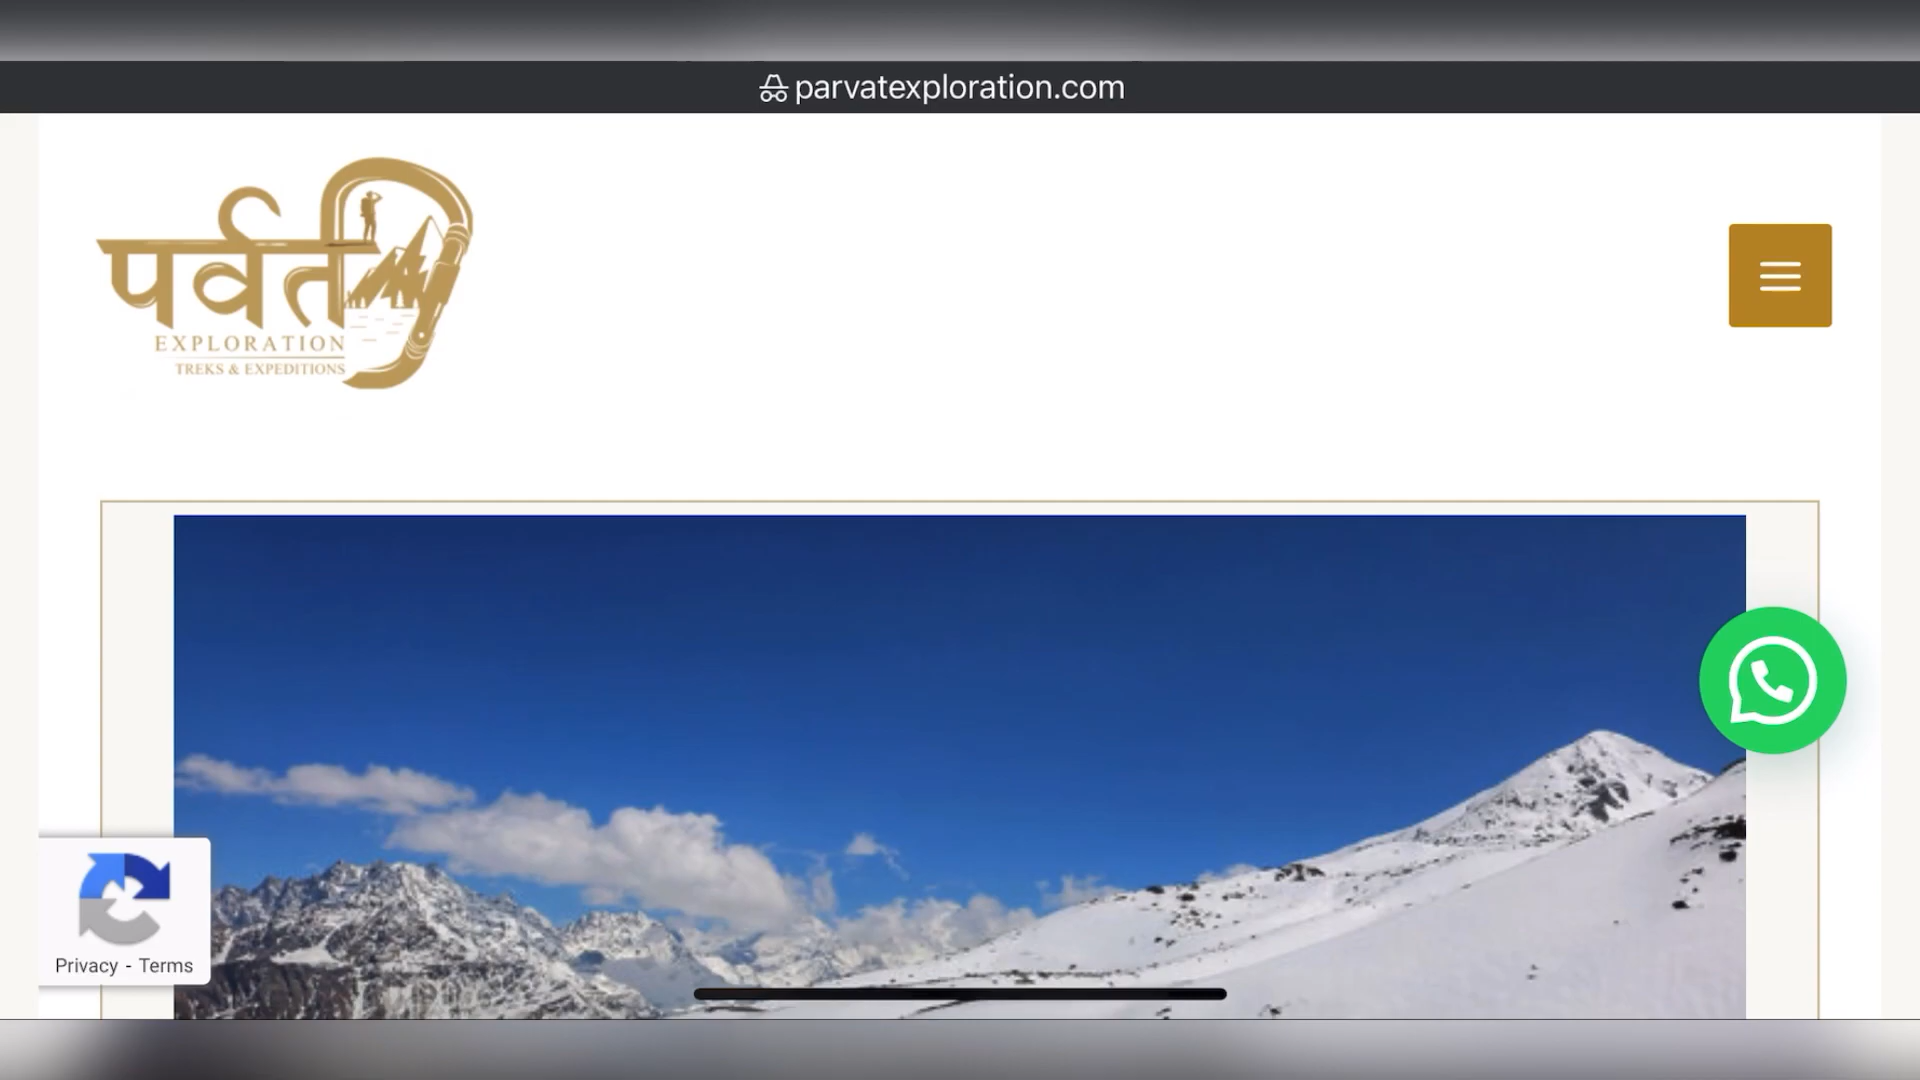 parvatexploration.com
पर्वत
EXPLORATION
TREKS & EXPEDITIONS
Privacy - Terms